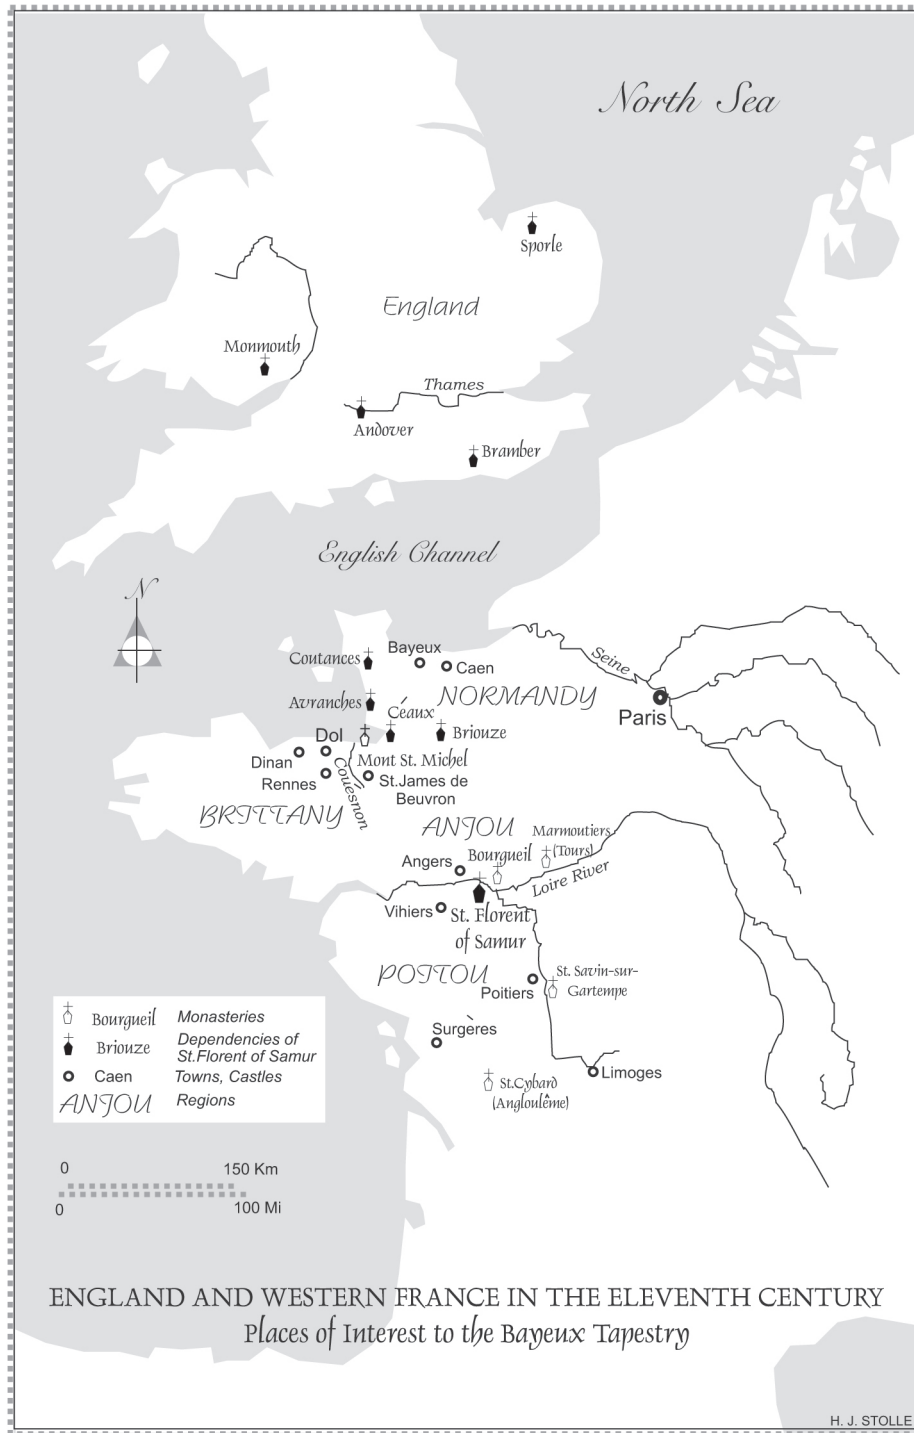 North Sea
Sporle
England
Monmouth
Thames
Andover
Bramber
English Channel
N
Coutances
Bayeux
Caen
Seine
Avranches
Céaux
NORMANDY
Paris
Dol
Briouze
Dinan
Mont St. Michel
Rennes
Couësnon
St.James de
Beuvron
BRITTANY
ANJOU
Marmoutiers
(Tours)
Angers
Bourgueil
Loire River
Vihiers
St. Florent
of Samur
POITOU
St. Savin-sur-
Gartempe
Poitiers
Surgères
Limoges
St.Cybard
(Angloulême)
Bourgueil Monasteries
Briouze Dependencies of
St.Florent of Samur
Caen Towns, Castles
ANJOU Regions
0 150 Km
0 100 Mi
ENGLAND AND WESTERN FRANCE IN THE ELEVENTH CENTURY
Places of Interest to the Bayeux Tapestry
H. J. STOLLE